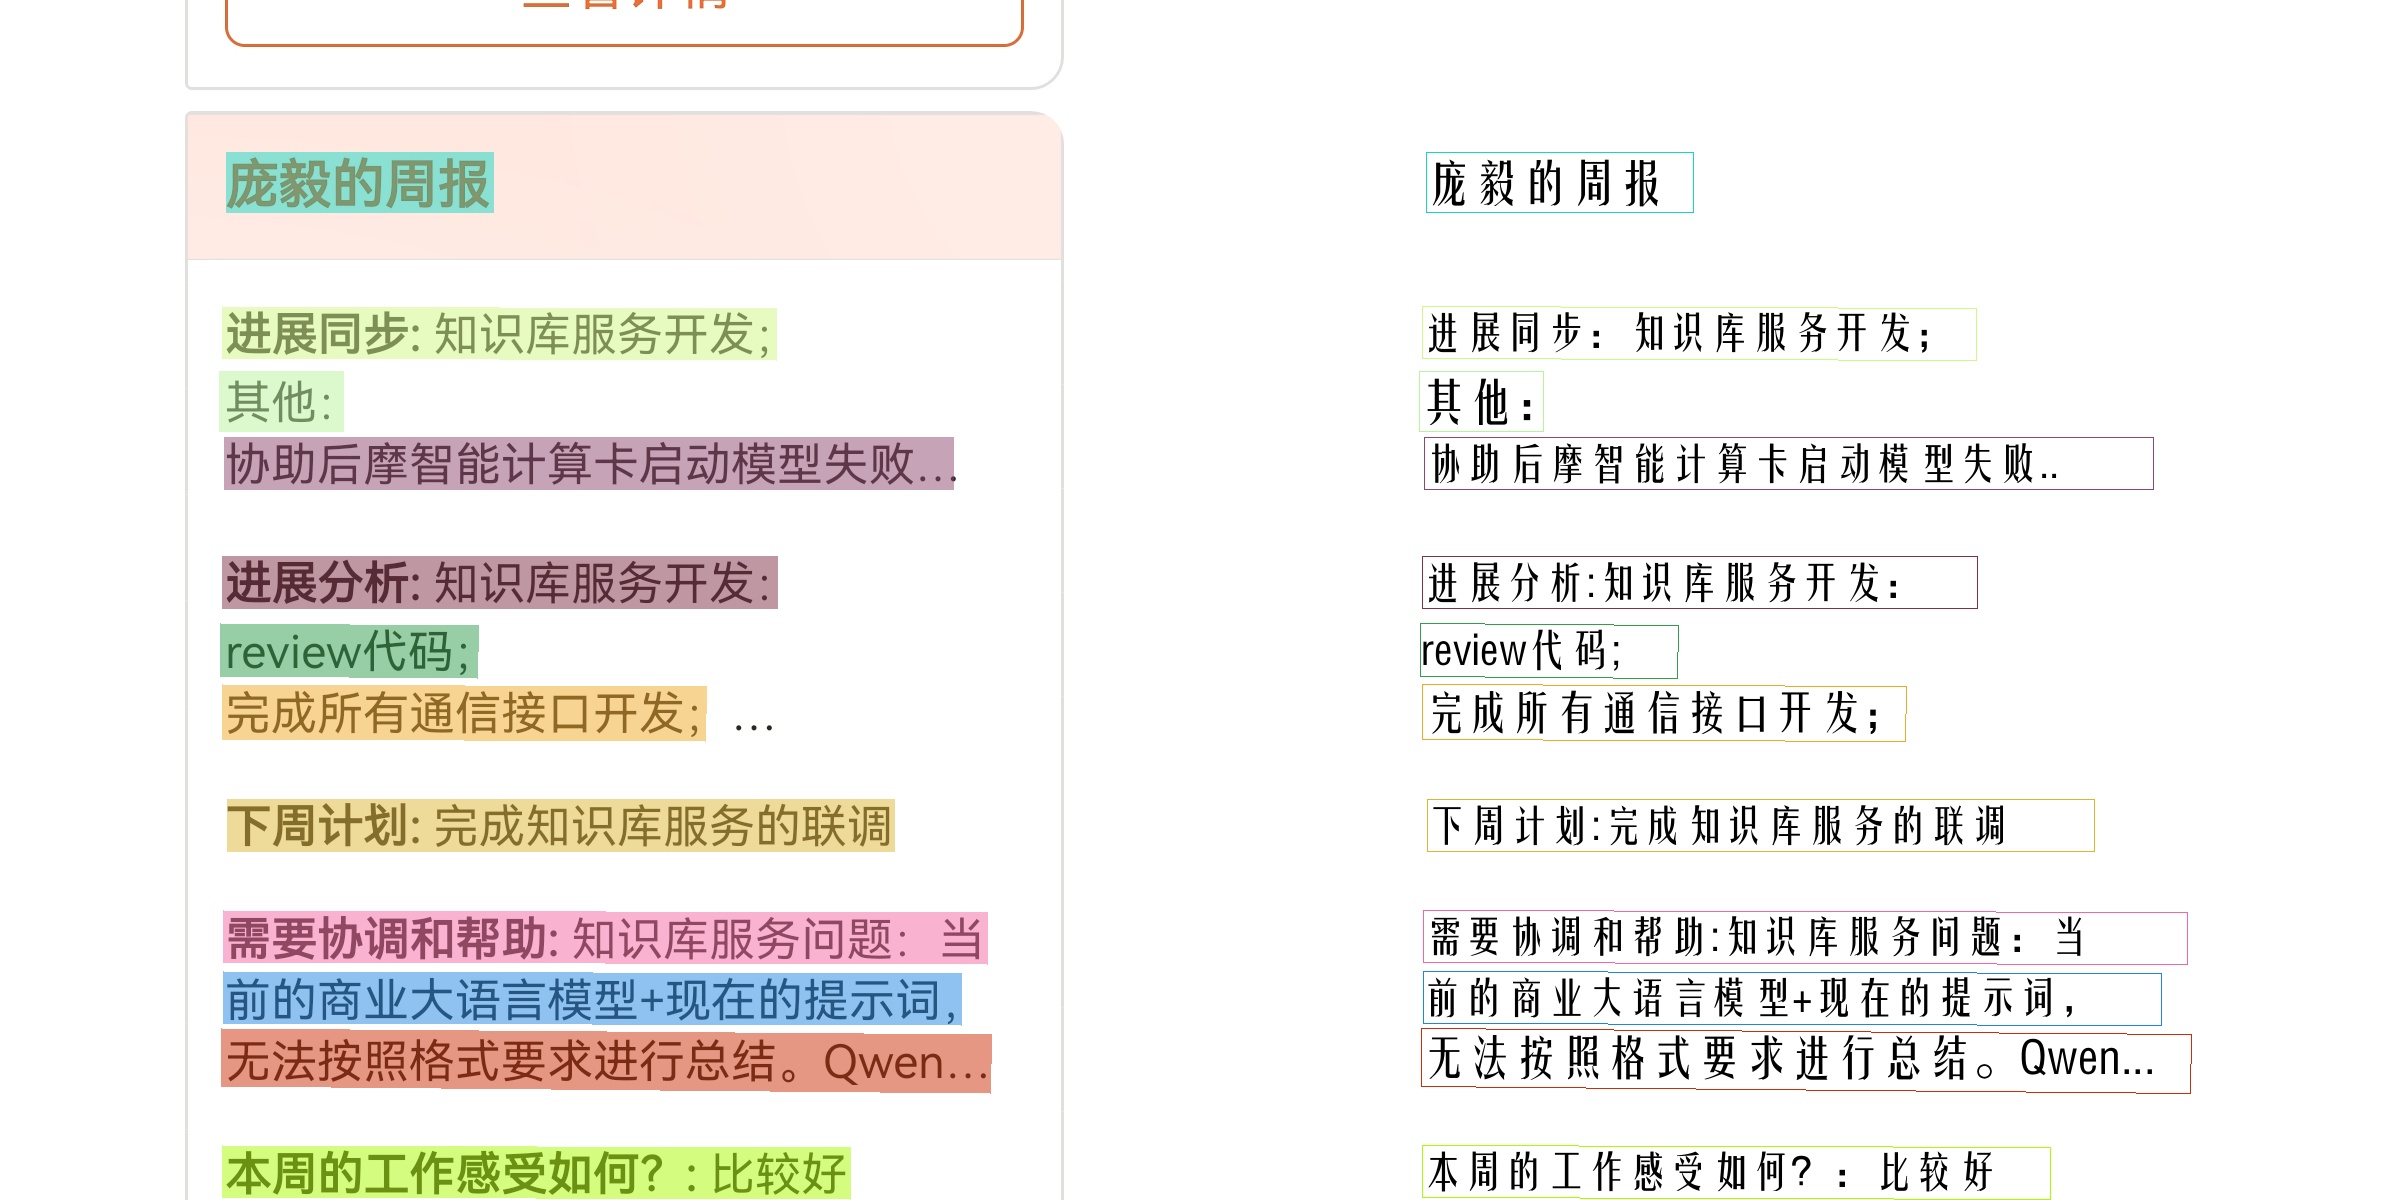 庞毅的周报
进展同步: 知识库服务开发;
其他:
协助后摩智能计算卡启动模型失败...
进展分析: 知识库服务开发:
review代码;
完成所有通信接口开发; ...
下周计划: 完成知识库服务的联调
需要协调和帮助: 知识库服务问题：当
前的商业大语言模型+现在的提示词，
无法按照格式要求进行总结。Qwen...
本周的工作感受如何？: 比较好
庞毅的周报
进展同步：知识库服务开发；
其他：
协助后摩智能计算卡启动模型失败..
进展分析:知识库服务开发：
review代码;
完成所有通信接口开发；
下周计划:完成知识库服务的联调
需要协调和帮助:知识库服务问题：当
前的商业大语言模型+现在的提示词，
无法按照格式要求进行总结。Qwen...
本周的工作感受如何?：比较好